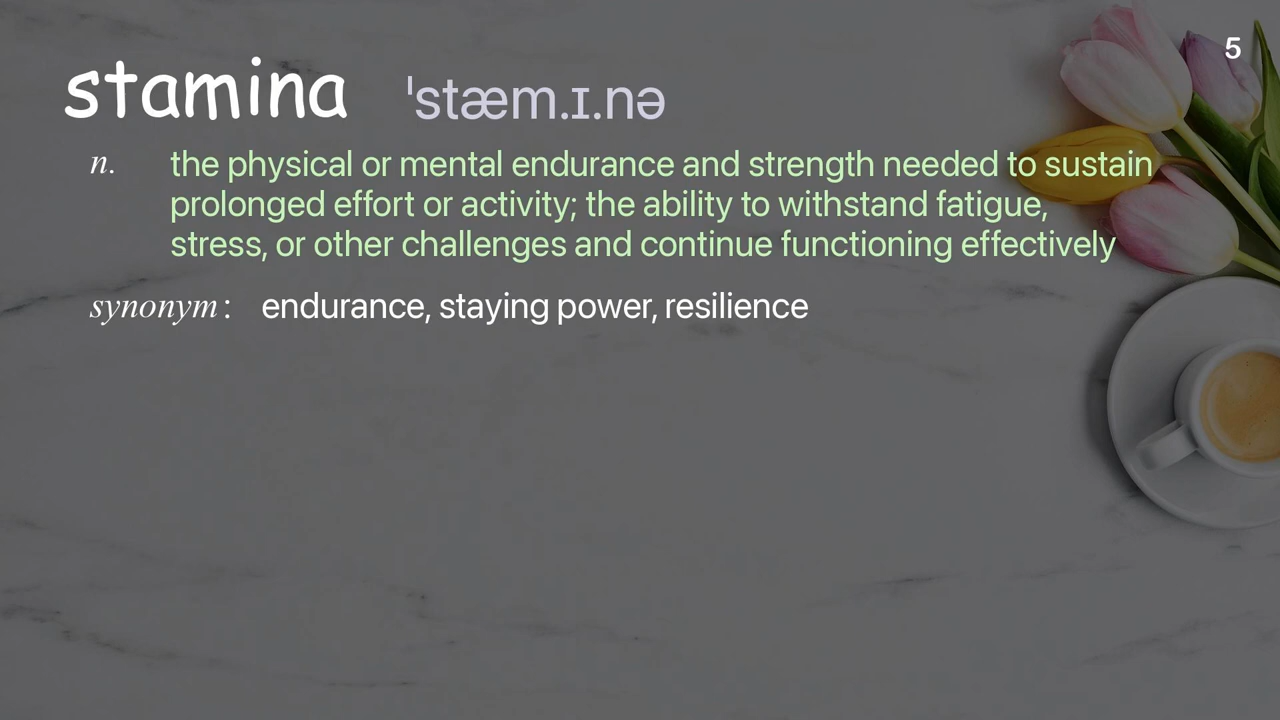 5
stamina ˈstæm.ɪ.nə
n. the physical or mental endurance and strength needed to sustain
prolonged effort or activity; the ability to withstand fatigue,
stress, or other challenges and continue functioning effectively
synonym: endurance, staying power, resilience